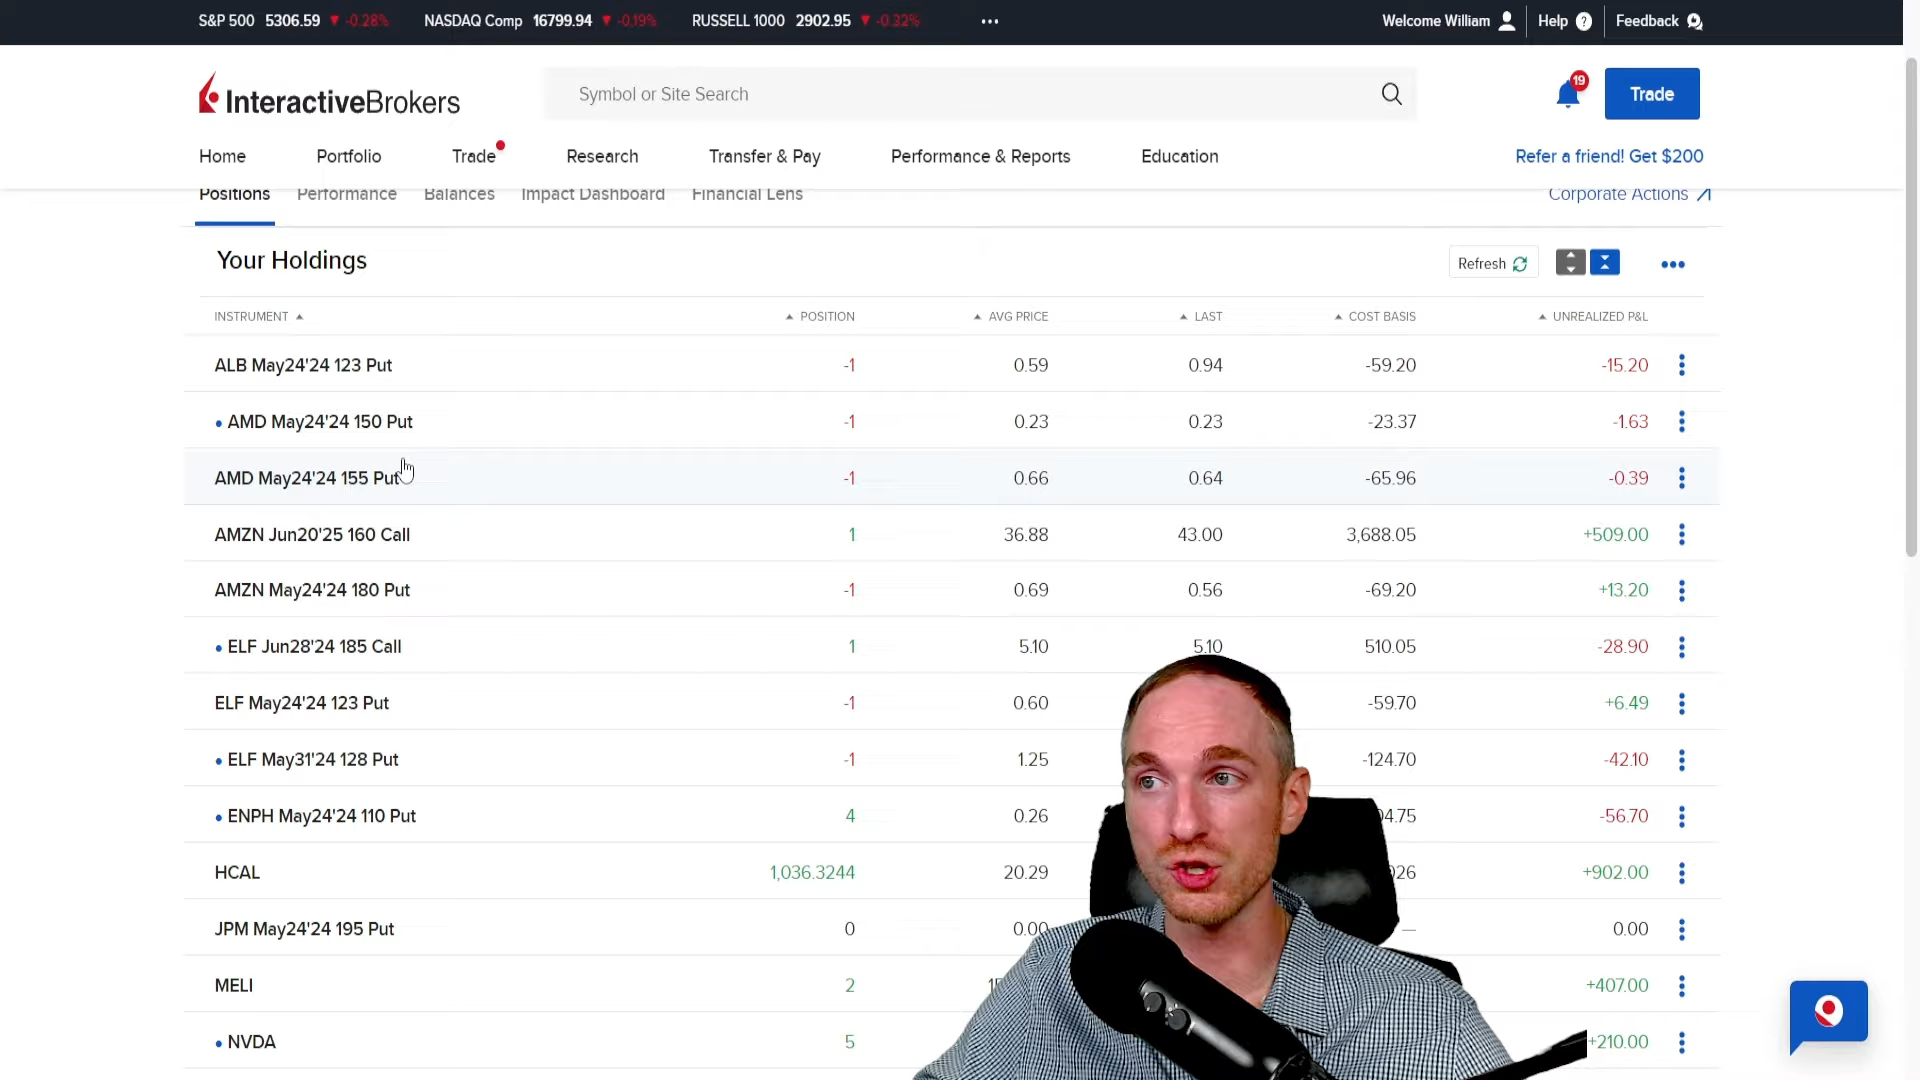 S&P 500 5306.59 ▼ -0.28% NASDAQ Comp 16799.94 ▼ -0.19% RUSSELL 1000 2902.95 ▼ -0.32% ••• Welcome William Help ? Feedback
InteractiveBrokers Symbol or Site Search 19 Trade
Home Portfolio Trade Research Transfer & Pay Performance & Reports Education Refer a friend! Get $200
Positions Performance Balances Impact Dashboard Financial Lens Corporate Actions
Your Holdings Refresh
INSTRUMENT POSITION AVG PRICE LAST COST BASIS UNREALIZED P&L
ALB May24'24 123 Put -1 0.59 0.94 -59.20 -15.20
• AMD May24'24 150 Put -1 0.23 0.23 -23.37 -1.63
AMD May24'24 155 Put -1 0.66 0.64 -65.96 -0.39
AMZN Jun20'25 160 Call 1 36.88 43.00 3,688.05 +509.00
AMZN May24'24 180 Put -1 0.69 0.56 -69.20 +13.20
• ELF Jun28'24 185 Call 1 5.10 5.10 510.05 -28.90
ELF May24'24 123 Put -1 0.60 -59.70 +6.49
• ELF May31'24 128 Put -1 1.25 -124.70 -42.10
• ENPH May24'24 110 Put 4 0.26 -56.70
HCAL 1,036.3244 20.29 +902.00
JPM May24'24 195 Put 0 0.00 — 0.00
MELI 2 +407.00
• NVDA 5 +210.00